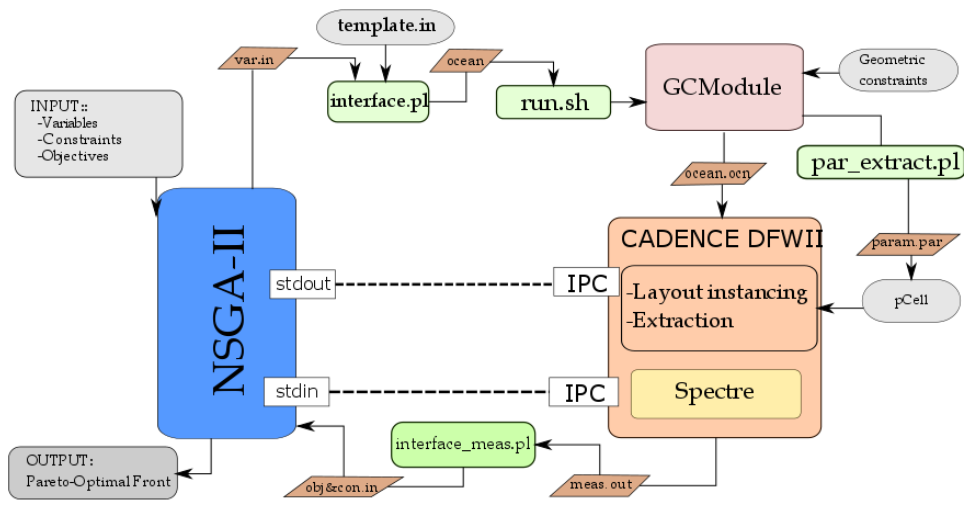 template.in
var.in
ocean
interface.pl
run.sh
GCModule
Geometric
constraints
INPUT::
-Variables
-Constraints
-Objectives
par_extract.pl
ocean.ocn
param.par
NSGA-II
CADENCE DFWII
stdout
IPC
-Layout instancing
-Extraction
pCell
stdin
IPC
Spectre
interface_meas.pl
OUTPUT:
Pareto-Optimal Front
obj&con.in
meas.out